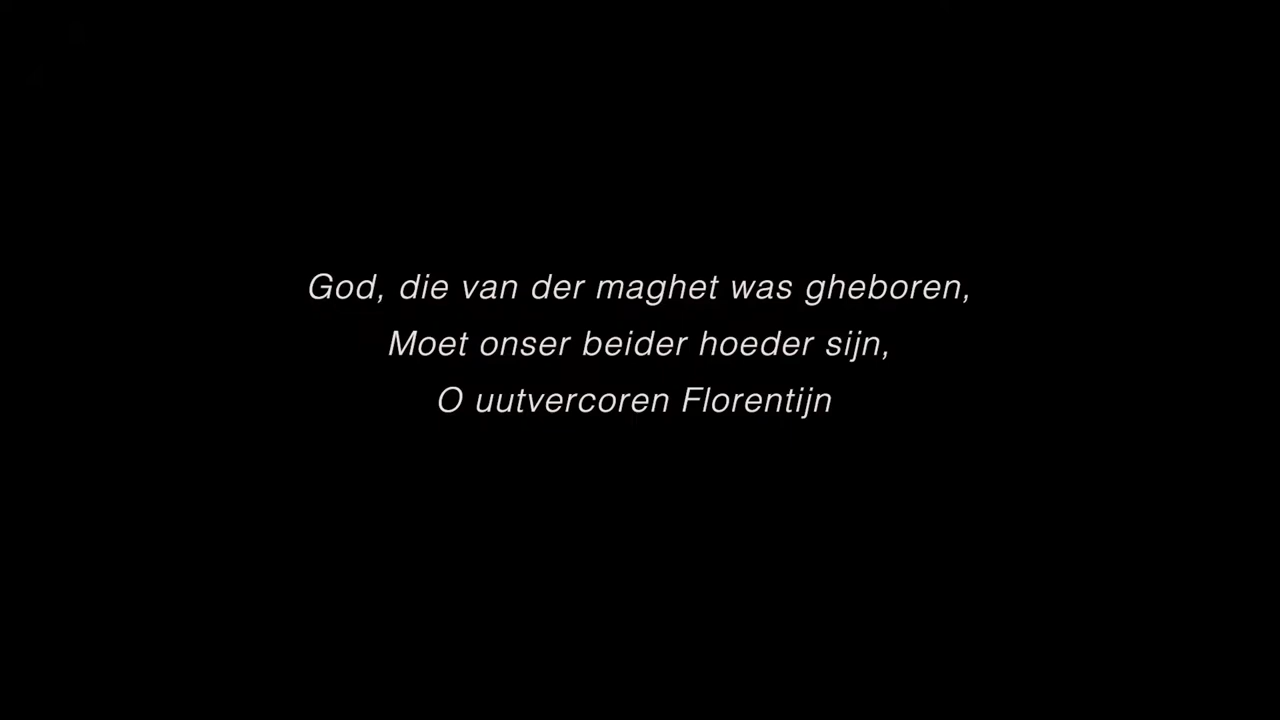 God, die van der maghet was gheboren,
Moet onser beider hoeder sijn,
O uutvercoren Florentijn